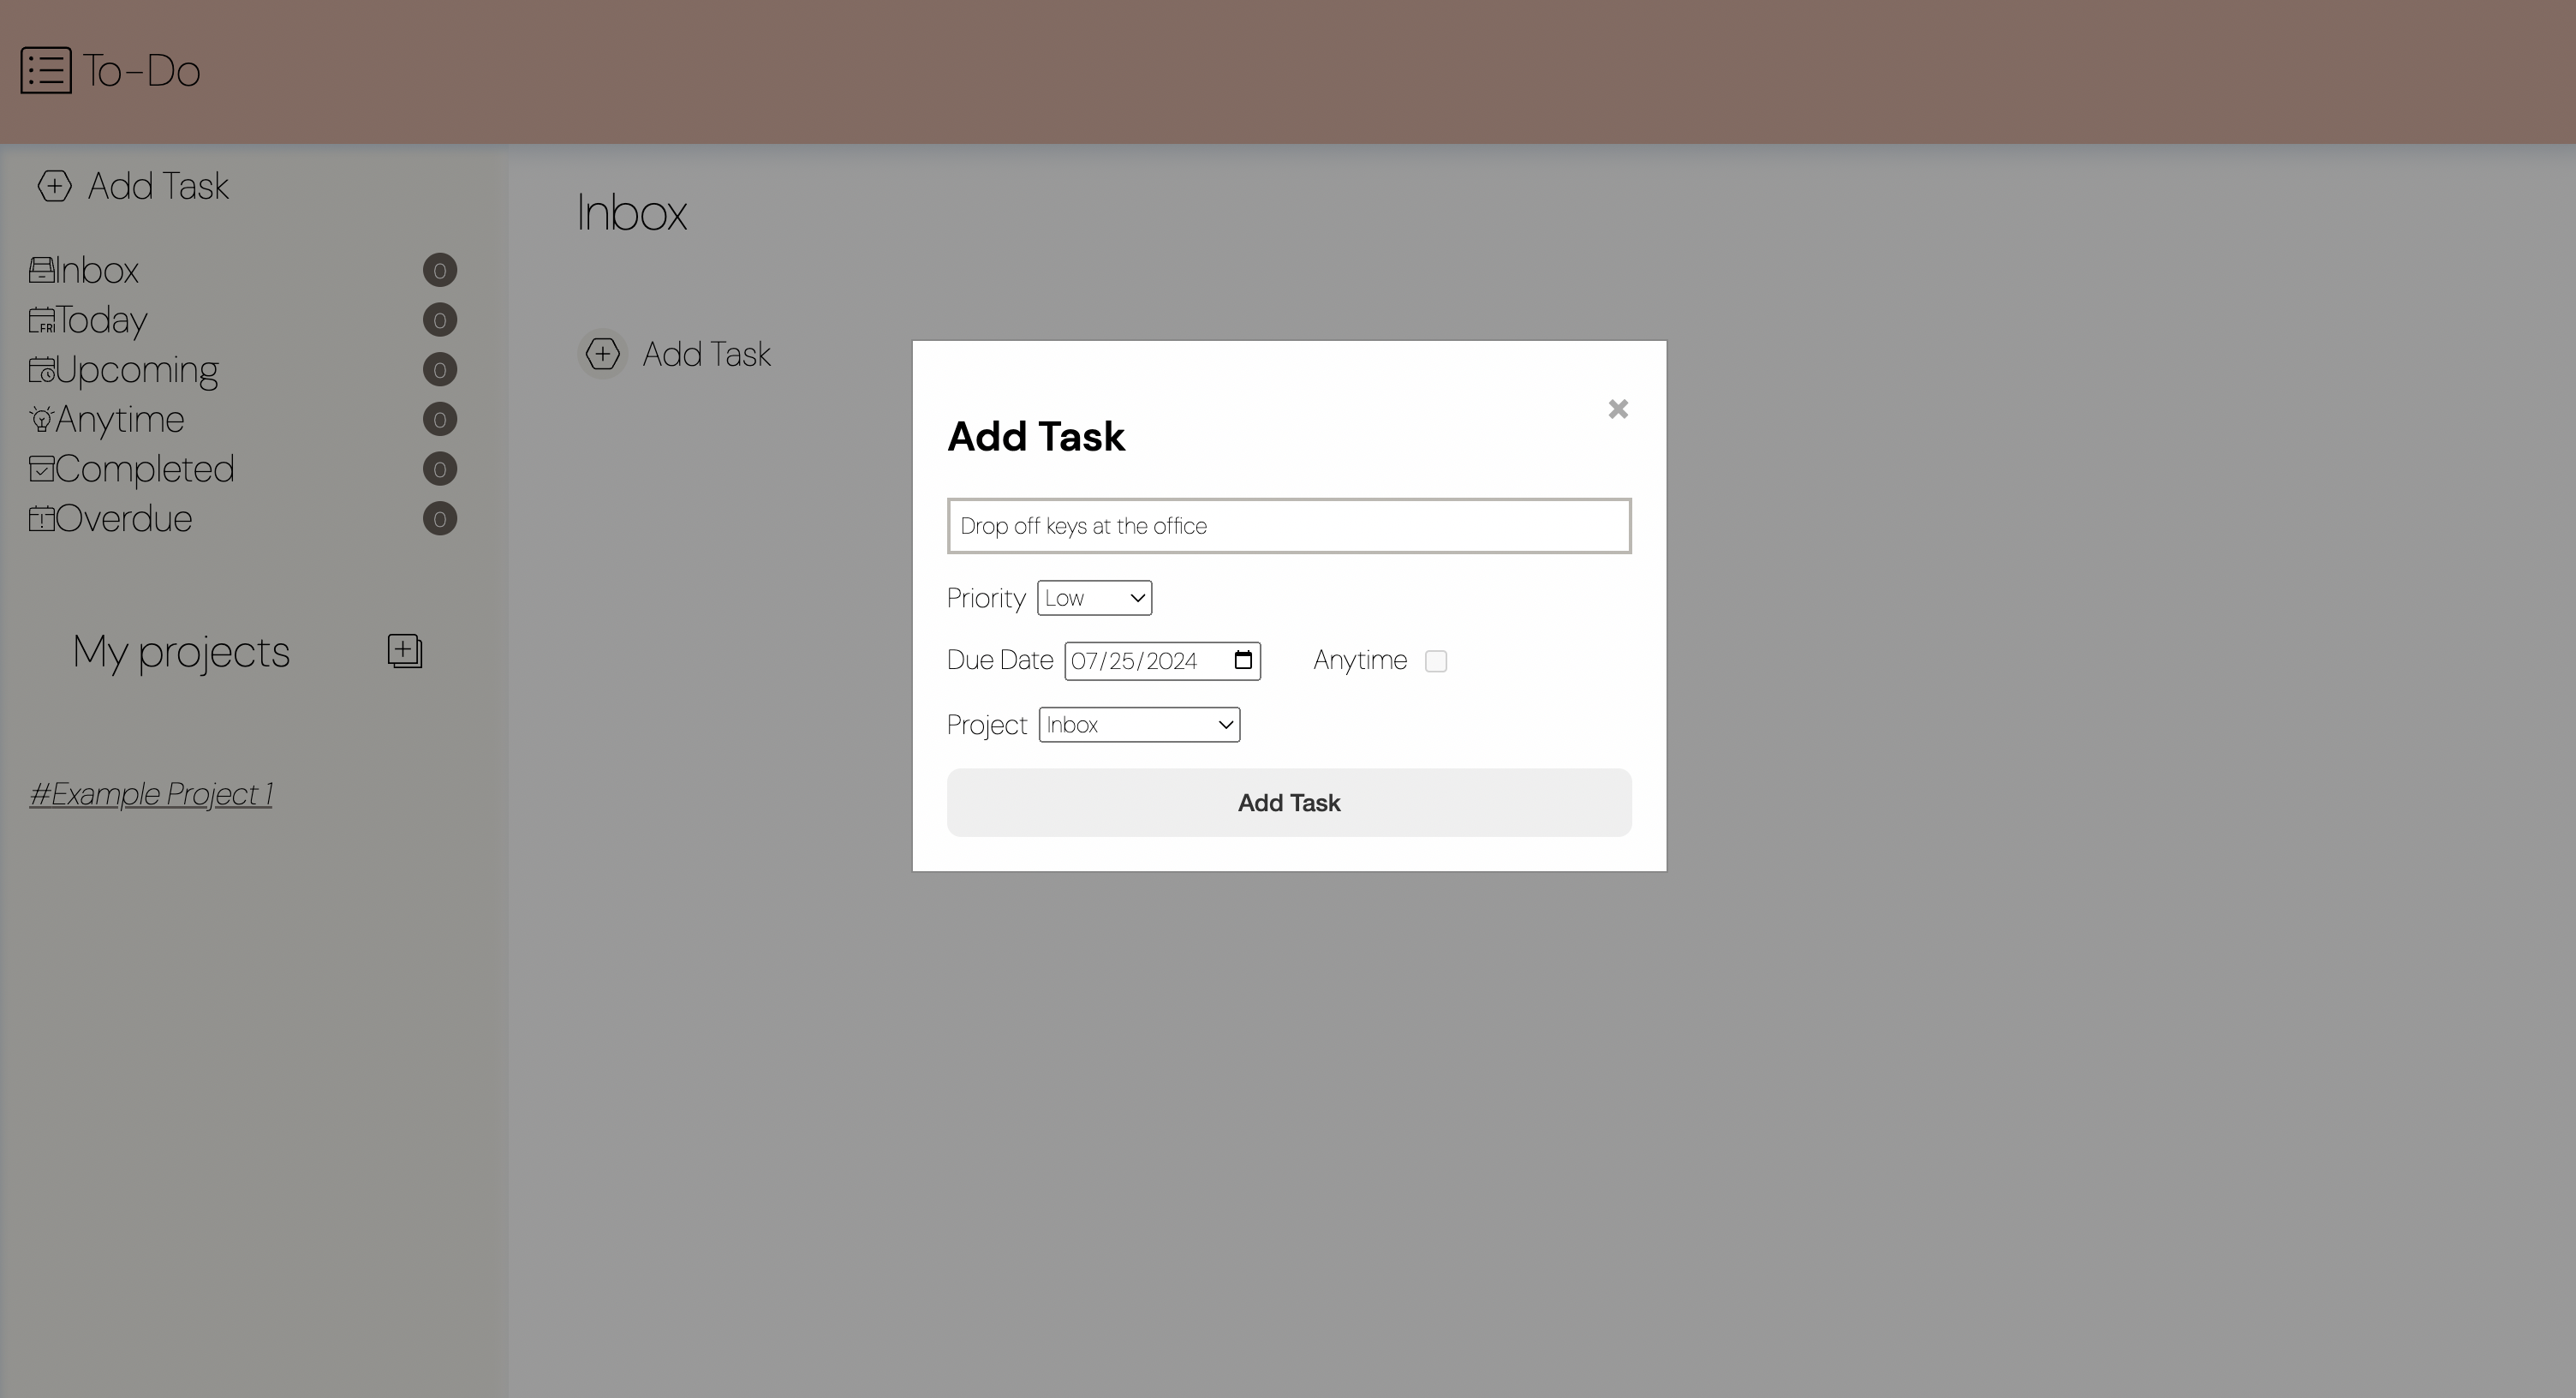 To-Do
Add Task
Inbox 0
Today 0
Upcoming 0
Anytime 0
Completed 0
Overdue 0
My projects
#Example Project 1
Inbox
Add Task
Add Task
Drop off keys at the office
Priority Low
Due Date 07/25/2024 Anytime
Project Inbox
Add Task
FRI